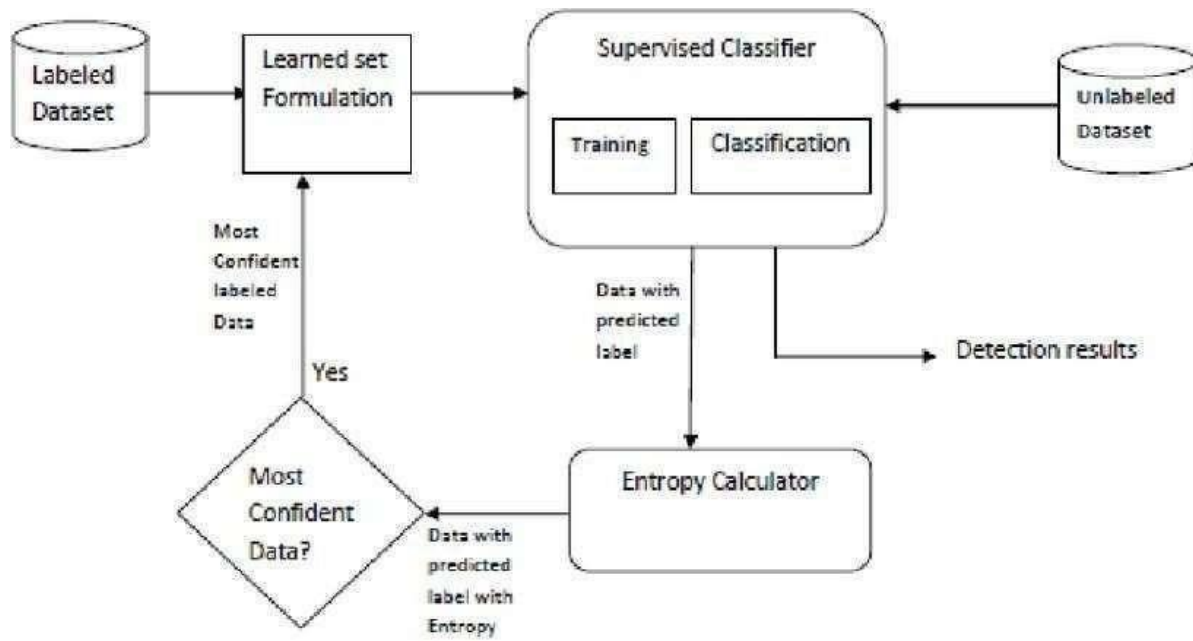 Labeled
Dataset
Learned set
Formulation
Supervised Classifier
Training
Classification
Unlabeled
Dataset
Most
Confident
labeled
Data
Yes
Data with
predicted
label
Detection results
Most
Confident
Data?
Entropy Calculator
Data with
predicted
label with
Entropy